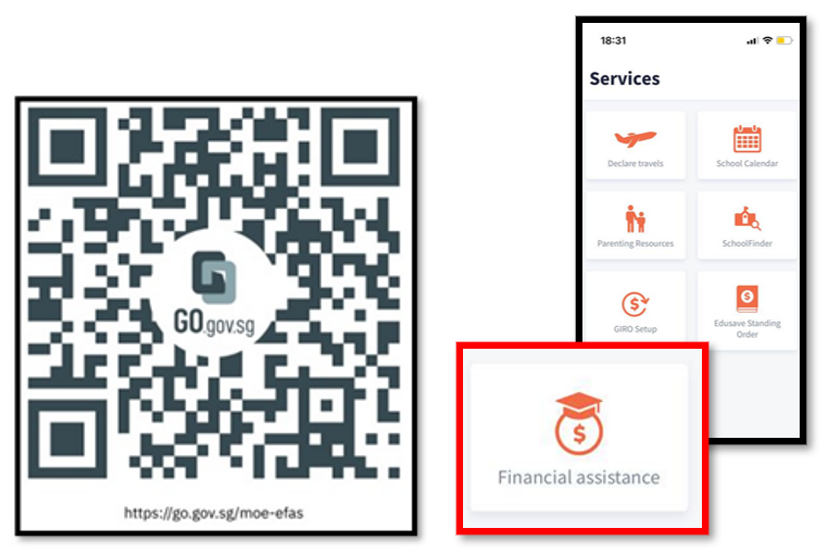 GO.gov.sg
https://go.gov.sg/moe-efas
18:31
Services
Declare travels
School Calendar
Parenting Resources
SchoolFinder
GIRO Setup
Edusave Standing
Order
Financial assistance